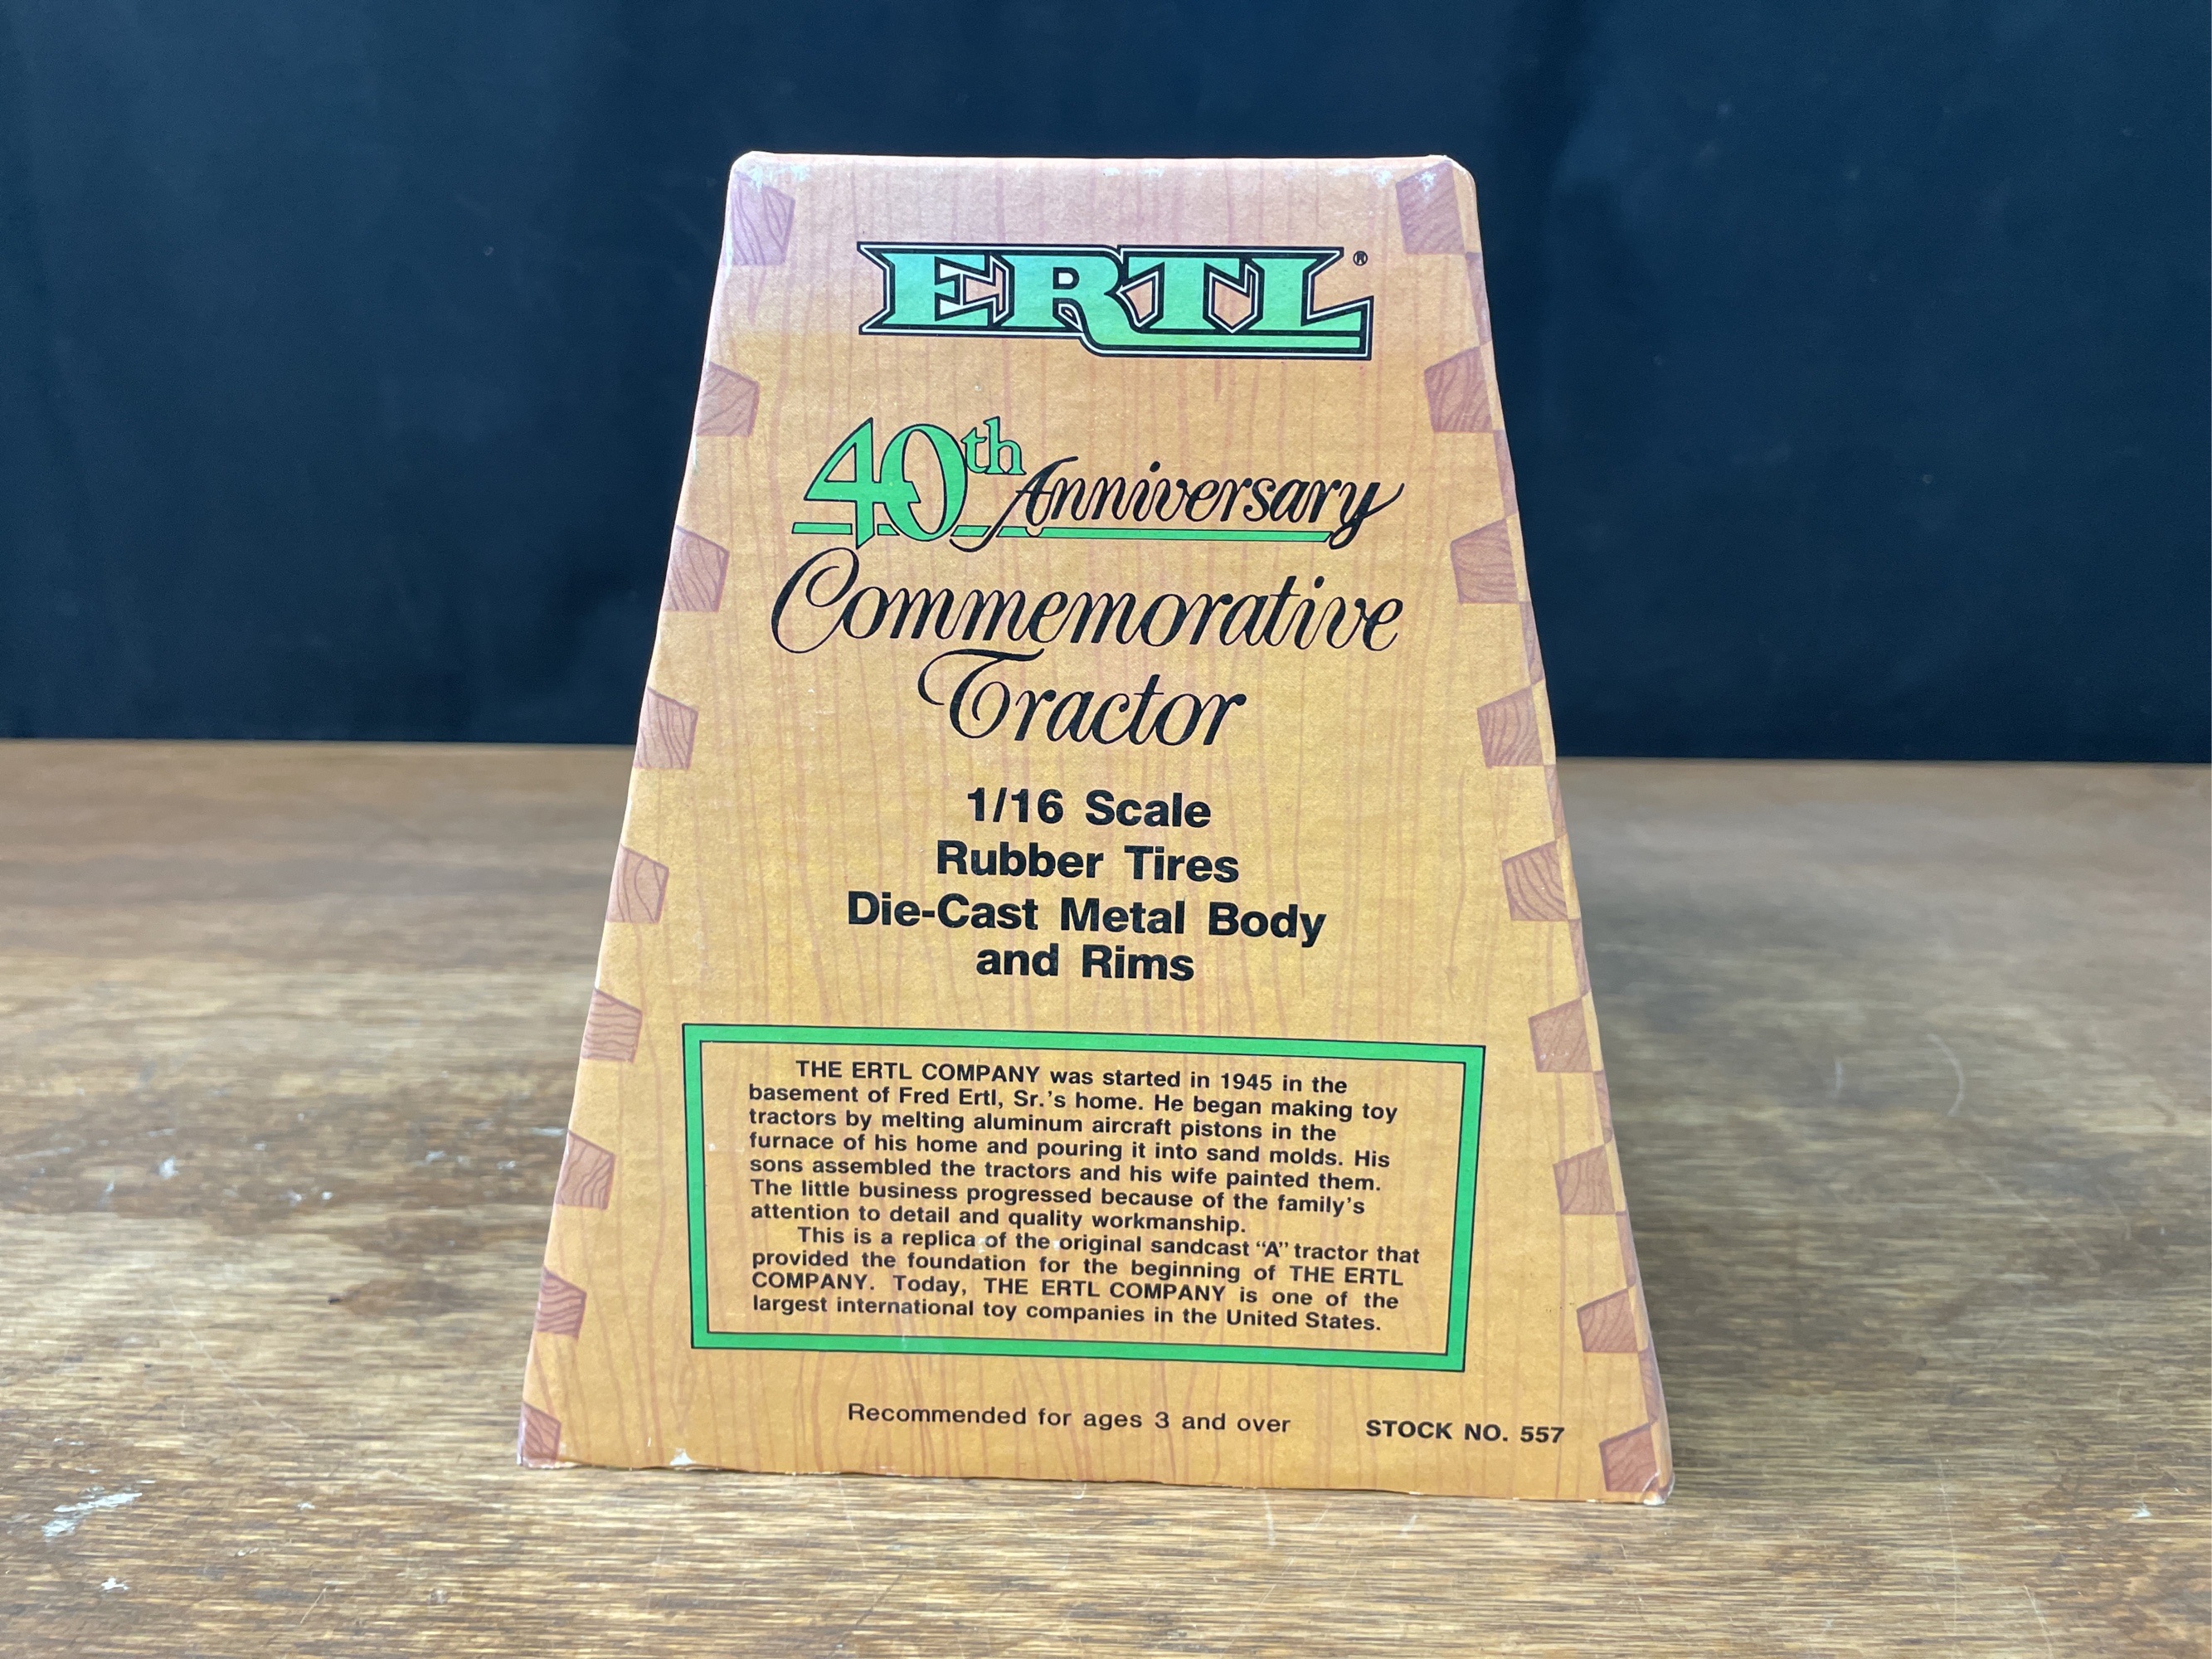 ERTL®
40th Anniversary
Commemorative
Tractor
1/16 Scale
Rubber Tires
Die-Cast Metal Body
and Rims
THE ERTL COMPANY was started in 1945 in the
basement of Fred Ertl, Sr.'s home. He began making toy
tractors by melting aluminum aircraft pistons in the
furnace of his home and pouring it into sand molds. His
sons assembled the tractors and his wife painted them.
The little business progressed because of the family's
attention to detail and quality workmanship.
This is a replica of the original sandcast “A” tractor that
provided the foundation for the beginning of THE ERTL
COMPANY. Today, THE ERTL COMPANY is one of the
largest international toy companies in the United States.
Recommended for ages 3 and over STOCK NO. 557